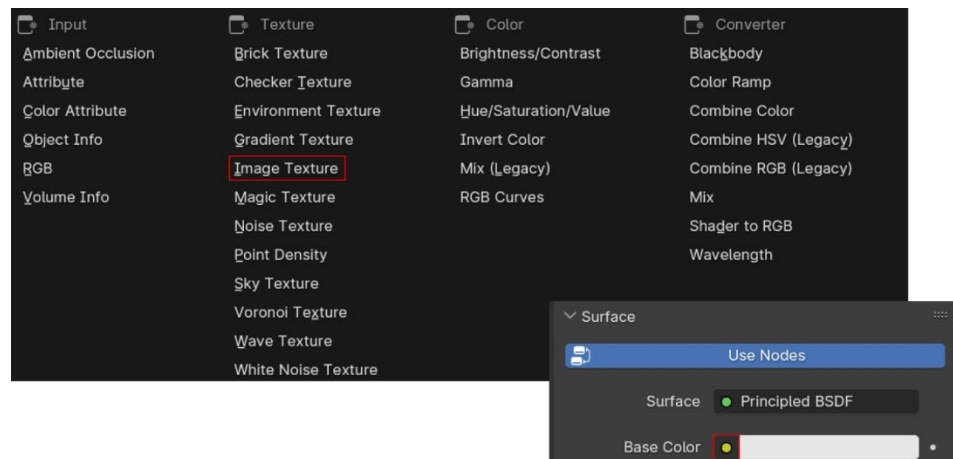 Input
Ambient Occlusion
Attribute
Color Attribute
Object Info
RGB
Volume Info
Texture
Brick Texture
Checker Texture
Environment Texture
Gradient Texture
Image Texture
Magic Texture
Noise Texture
Point Density
Sky Texture
Voronoi Texture
Wave Texture
White Noise Texture
Color
Brightness/Contrast
Gamma
Hue/Saturation/Value
Invert Color
Mix (Legacy)
RGB Curves
Converter
Blackbody
Color Ramp
Combine Color
Combine HSV (Legacy)
Combine RGB (Legacy)
Mix
Shader to RGB
Wavelength
Surface
Use Nodes
Surface Principled BSDF
Base Color